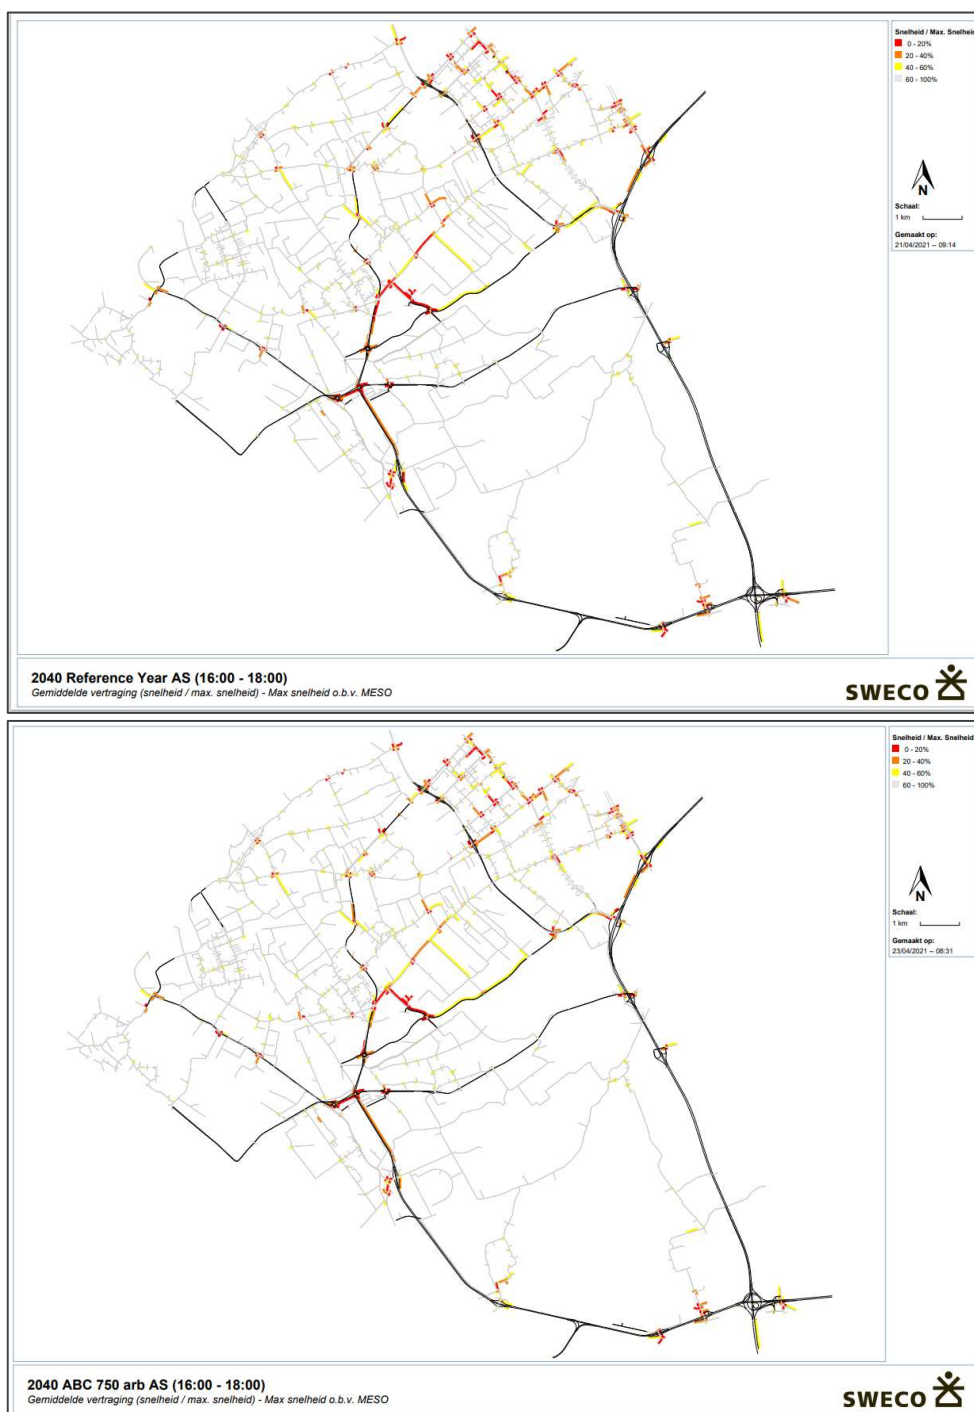 Snelheid / Max. Snelheid
0 - 20%
20 - 40%
40 - 60%
60 - 100%
N
Schaal:
1 km
Gemaakt op:
21/04/2021 – 09:14
2040 Reference Year AS (16:00 - 18:00)
Gemiddelde vertraging (snelheid / max. snelheid) - Max snelheid o.b.v. MESO
SWECO
Snelheid / Max. Snelheid
0 - 20%
20 - 40%
40 - 60%
60 - 100%
N
Schaal:
1 km
Gemaakt op:
23/04/2021 – 08:31
2040 ABC 750 arb AS (16:00 - 18:00)
Gemiddelde vertraging (snelheid / max. snelheid) - Max snelheid o.b.v. MESO
SWECO